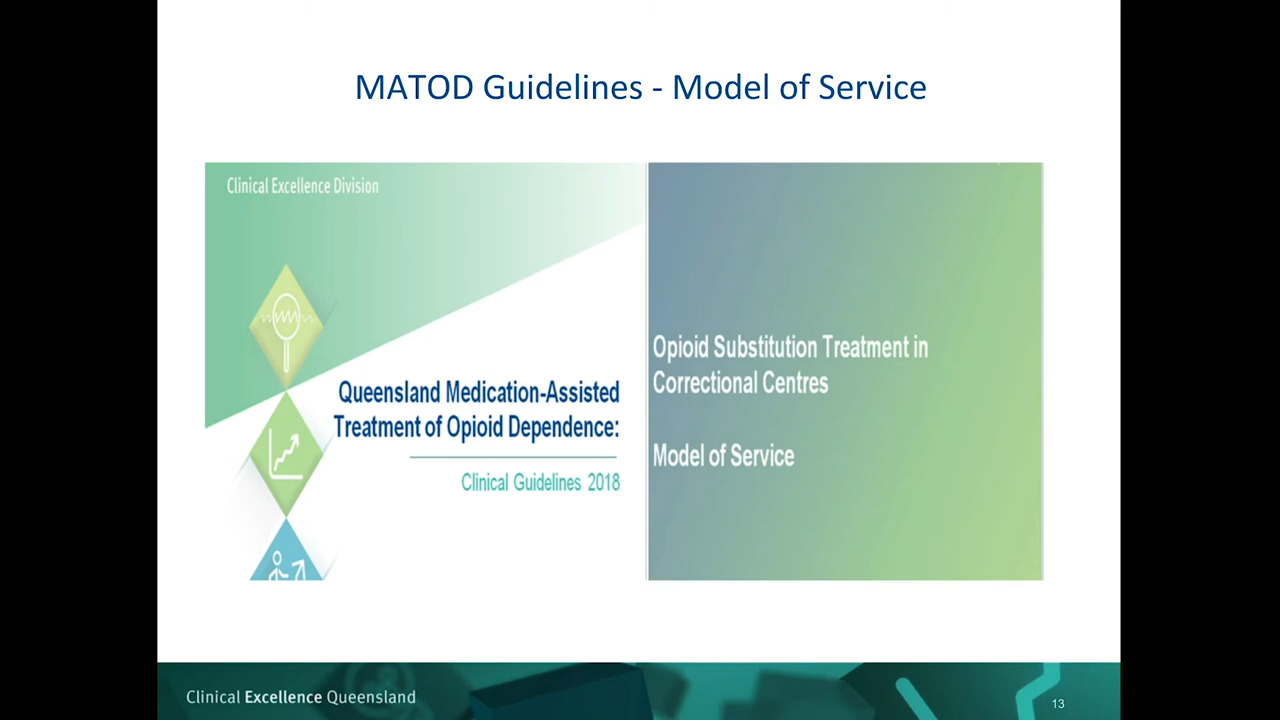 MATOD Guidelines - Model of Service
Clinical Excellence Division
Queensland Medication-Assisted
Treatment of Opioid Dependence:
Clinical Guidelines 2018
Opioid Substitution Treatment in
Correctional Centres
Model of Service
Clinical Excellence Queensland
13